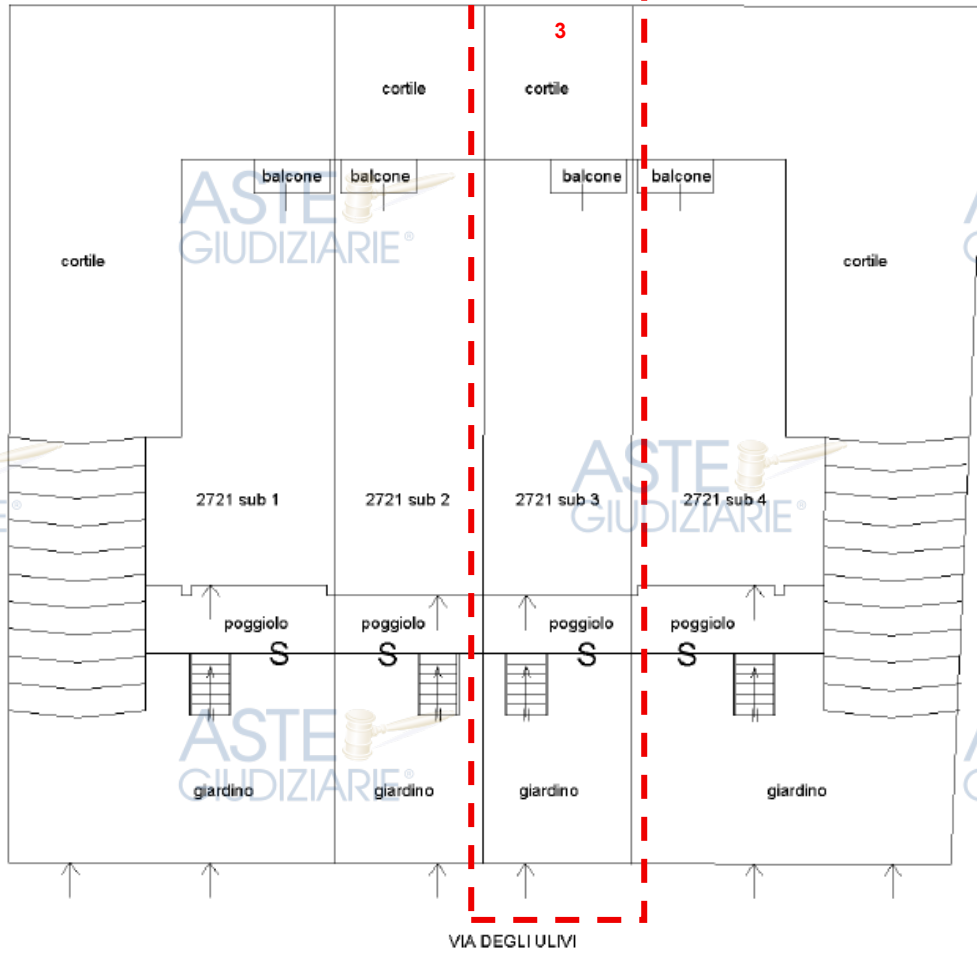 3
cortile cortile
balcone balcone balcone balcone
ASTE
GIUDIZIARIE®
cortile cortile
ASTE
GIUDIZIARIE®
2721 sub 1 2721 sub 2 2721 sub 3 2721 sub 4
poggiolo poggiolo poggiolo poggiolo
S S S S
ASTE
GIUDIZIARIE®
giardino giardino giardino giardino
VIA DEGLI ULIVI